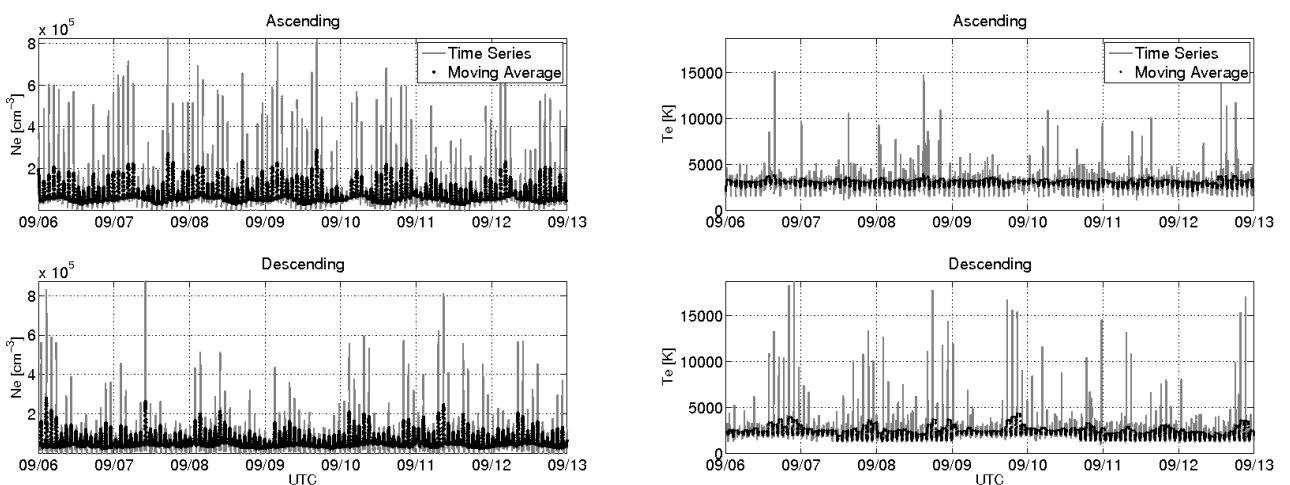 Ascending
x 10^5
Ne [cm^-3]
8
6
4
2
Time Series
Moving Average
09/06 09/07 09/08 09/09 09/10 09/11 09/12 09/13
Ascending
Te [K]
15000
10000
5000
0
Time Series
Moving Average
09/06 09/07 09/08 09/09 09/10 09/11 09/12 09/13
Descending
x 10^5
Ne [cm^-3]
8
6
4
2
09/06 09/07 09/08 09/09 09/10 09/11 09/12 09/13
UTC
Descending
Te [K]
15000
10000
5000
0
09/06 09/07 09/08 09/09 09/10 09/11 09/12 09/13
UTC